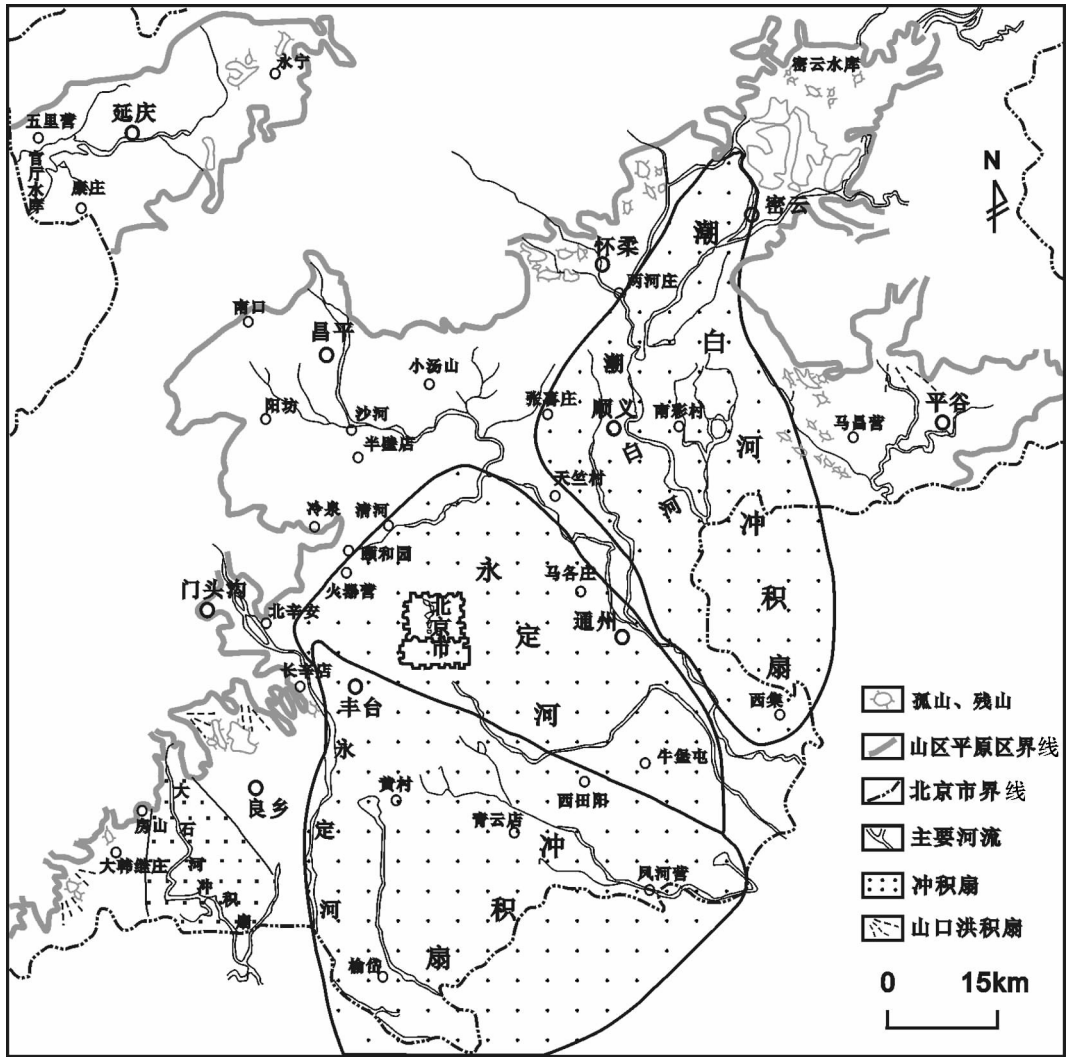 永宁
密云水库
延庆
五里营
官厅水库
康庄
N
密云
潮白河冲积扇
怀柔
两河庄
南口
昌平
小汤山
张喜庄
潮白河
顺义
南彩村
平谷
马昌营
阳坊
沙河
半壁店
天竺村
冷泉
清河
颐和园
火器营
马各庄
永定河冲积扇
北京市
门头沟
北辛安
通州
长辛店
丰台
西集
永定河
牛堡屯
黄村
西田阳
良乡
青云店
房山
大石河冲积扇
大韩继庄
凤河营
榆垡
孤山、残山
山区平原区界线
北京市界线
主要河流
冲积扇
山口洪积扇
0 15km